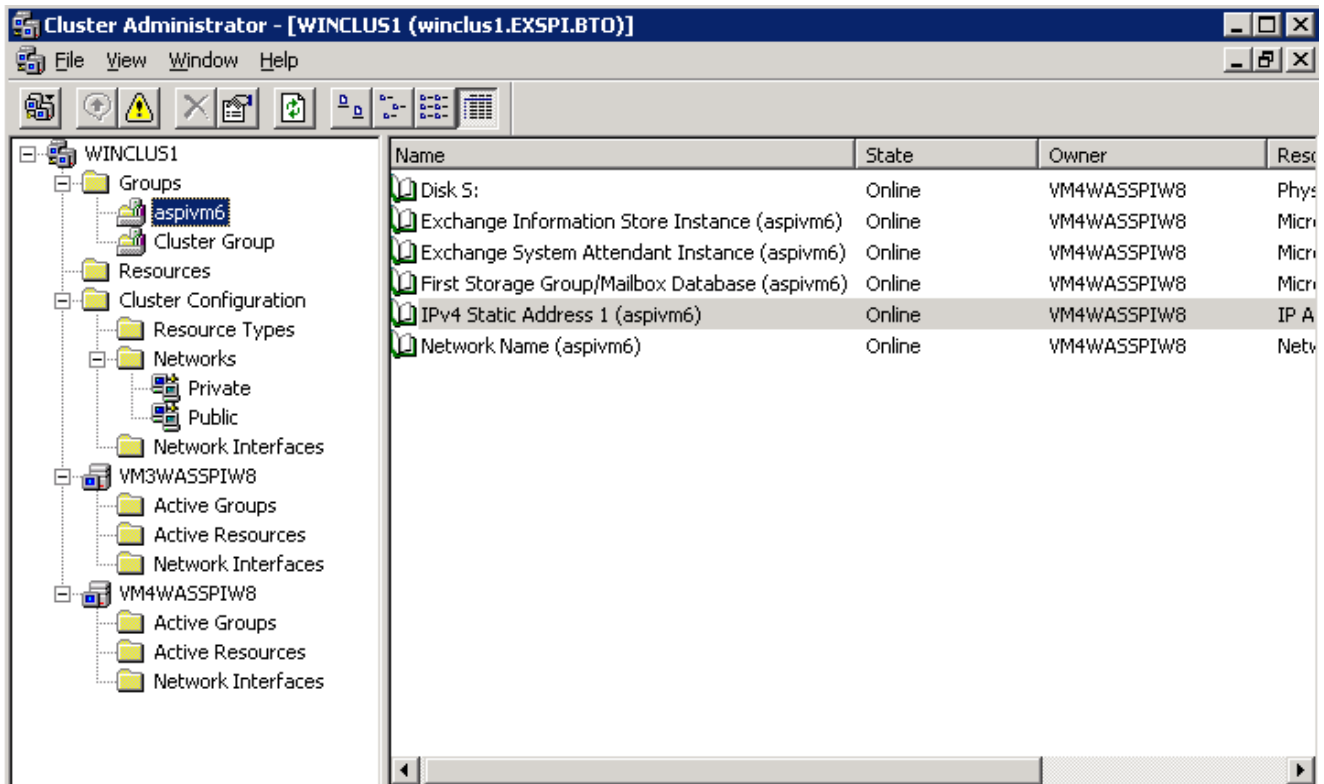 Cluster Administrator - [WINCLUS1 (winclus1.EXSPI.BTO)]
File View Window Help
WINCLUS1
Groups
aspivm6
Cluster Group
Resources
Cluster Configuration
Resource Types
Networks
Private
Public
Network Interfaces
VM3WASSPIW8
Active Groups
Active Resources
Network Interfaces
VM4WASSPIW8
Active Groups
Active Resources
Network Interfaces
Name State Owner Reso
Disk S: Online VM4WASSPIW8 Phys
Exchange Information Store Instance (aspivm6) Online VM4WASSPIW8 Micr
Exchange System Attendant Instance (aspivm6) Online VM4WASSPIW8 Micr
First Storage Group/Mailbox Database (aspivm6) Online VM4WASSPIW8 Micr
IPv4 Static Address 1 (aspivm6) Online VM4WASSPIW8 IP A
Network Name (aspivm6) Online VM4WASSPIW8 Netw